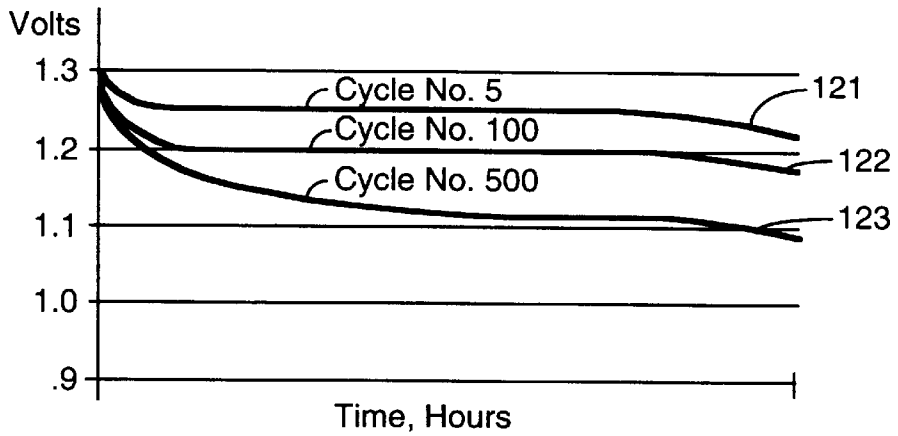 Volts
1.3
Cycle No. 5
121
Cycle No. 100
1.2
122
Cycle No. 500
1.1
123
1.0
.9
Time, Hours